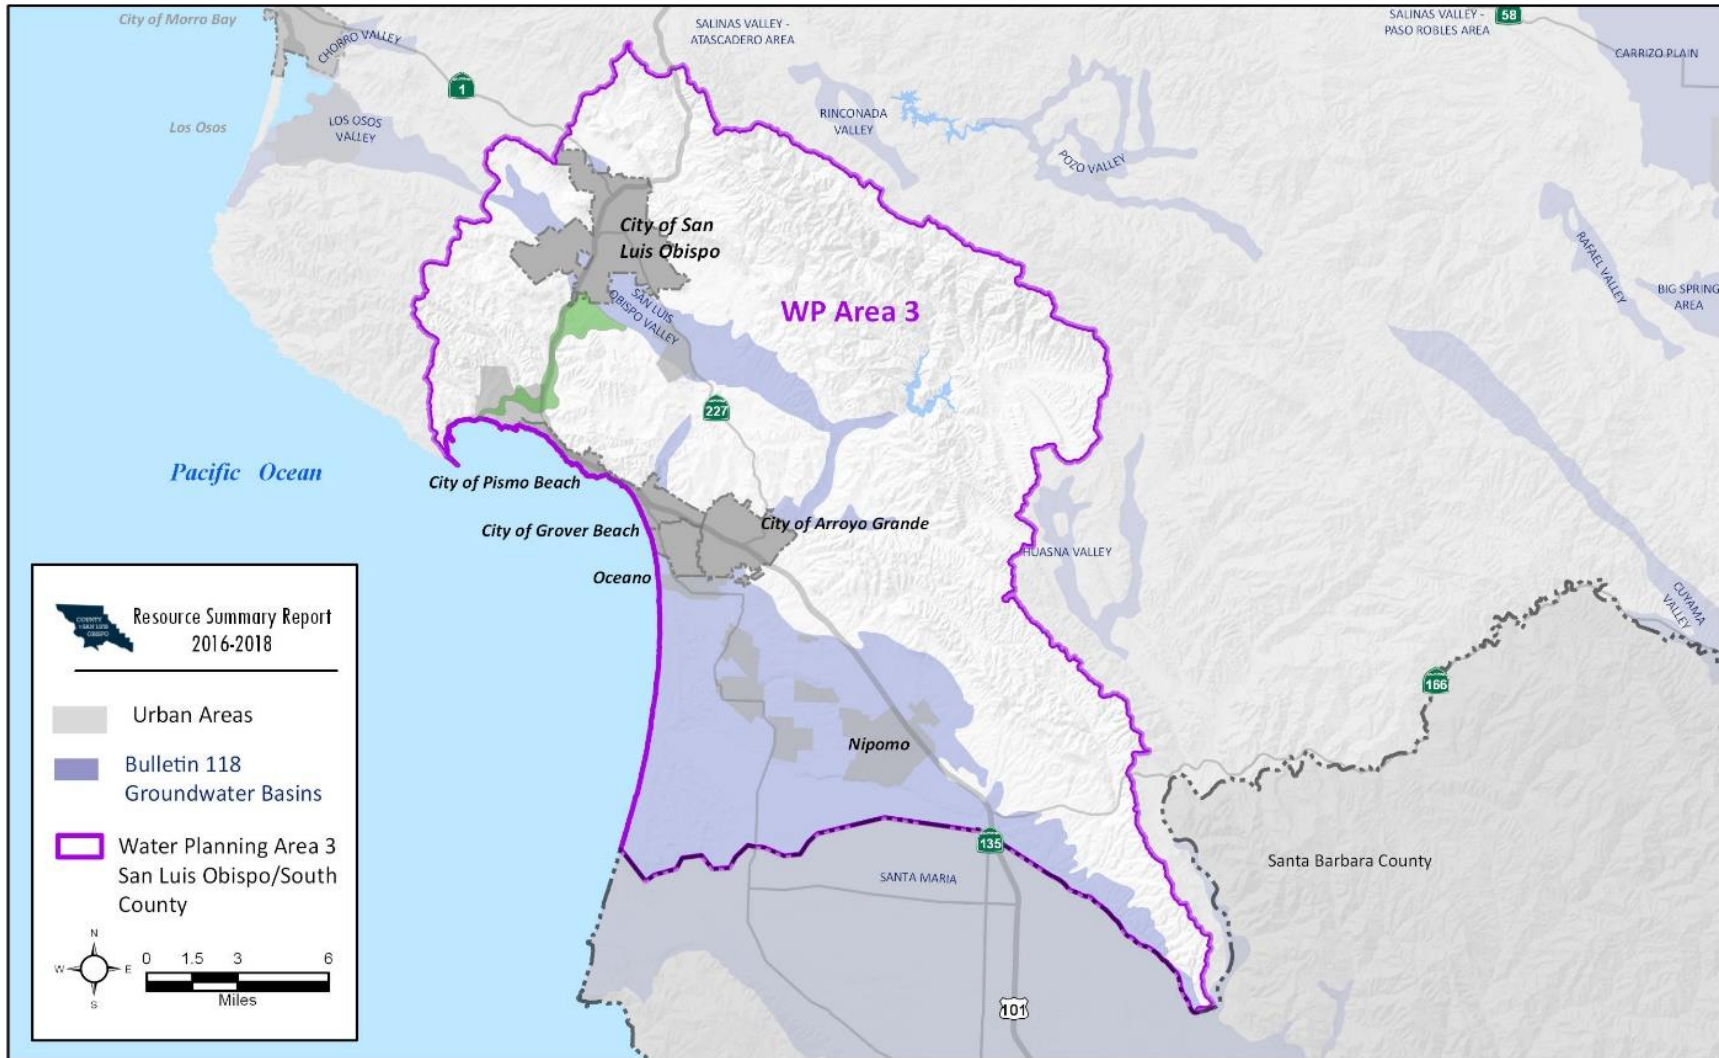 City of Morro Bay
CHORRO VALLEY
SALINAS VALLEY -
ATASCADERO AREA
SALINAS VALLEY -
PASO ROBLES AREA
58
CARRIZO PLAIN
1
Los Osos
LOS OSOS
VALLEY
RINCONADA
VALLEY
POZO VALLEY
City of San
Luis Obispo
RAFAEL VALLEY
BIG SPRING
AREA
SAN LUIS
OBISPO VALLEY
WP Area 3
227
Pacific Ocean
City of Pismo Beach
City of Grover Beach
City of Arroyo Grande
Oceano
HUASNA VALLEY
CUYAMA
VALLEY
166
Nipomo
135
SANTA MARIA
Santa Barbara County
101
COUNTY
OF SAN LUIS
OBISPO
Resource Summary Report
2016-2018
Urban Areas
Bulletin 118
Groundwater Basins
Water Planning Area 3
San Luis Obispo/South
County
N
W E
S
0 1.5 3 6
Miles